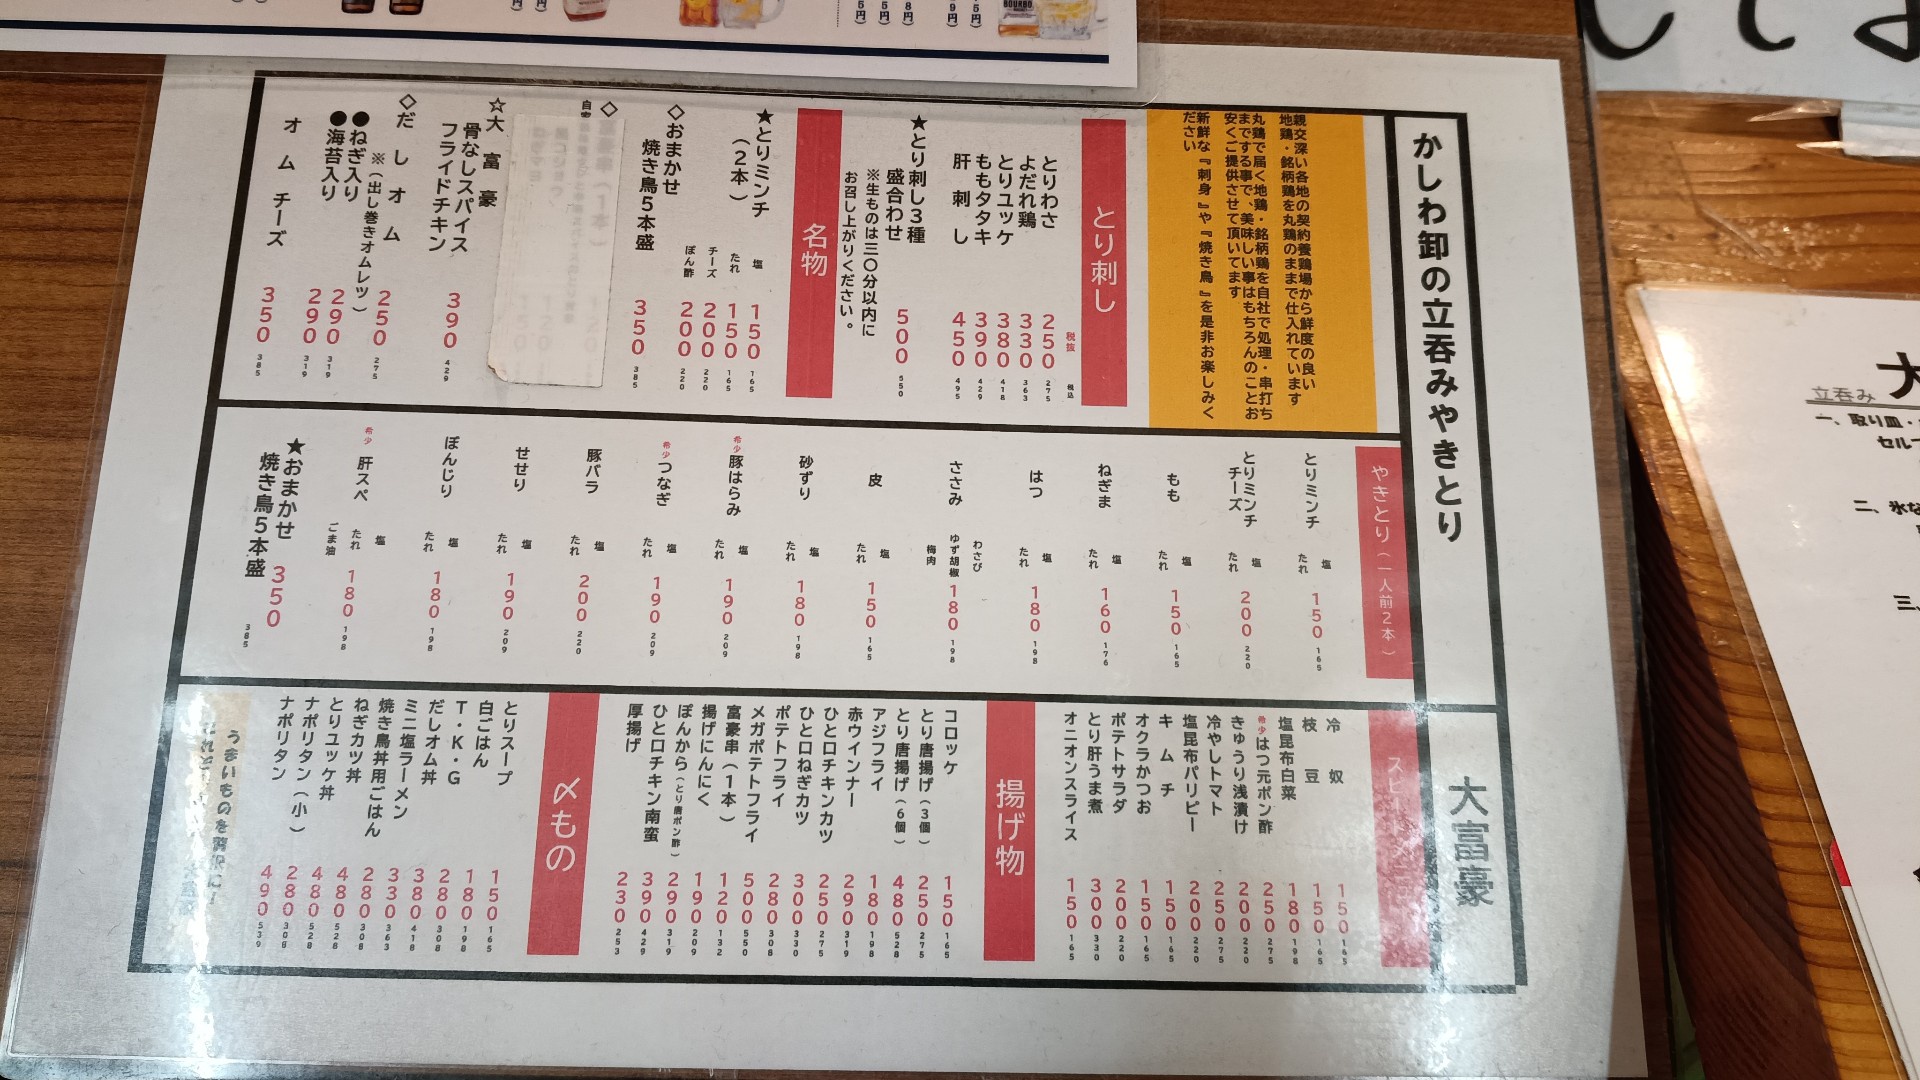 かしわ卸の立呑みやきとり
大富豪
親交深い各地の契約養鶏場から鮮度の良い
地鶏・銘柄鶏を丸鶏のままで仕入れています
丸鶏で届く地鶏・銘柄鶏を自社で処理・串打ち
までする事で、美味しい事はもちろんのことお
安くご提供させて頂いてます
新鮮な『刺身』や『焼き鳥』を是非お楽しみく
ださい
とり刺し
税抜 税込
とりわさ 250 275
よだれ鶏 330 363
とりユッケ 380 418
ももタタキ 390 429
肝刺し 450 495
★とり刺し3種
盛合わせ 500 550
※生ものは三〇分以内に
お召し上がりください。
名物
★とりミンチ
（2本）
塩 150 165
たれ 150 165
チーズ 200 220
ぽん酢 200 220
◇おまかせ
焼き鳥5本盛 350 385
◇
自家
☆大富豪
骨なしスパイス
フライドチキン 390 429
◇だしオム 250 275
※（出し巻きオムレツ）
●ねぎ入り 290 319
●海苔入り 290 319
オムチーズ 350 385
やきとり（一人前2本）
とりミンチ 塩 たれ 150 165
とりミンチ
チーズ 塩 たれ 200 220
もも 塩 たれ 150 165
ねぎま 塩 たれ 160 176
はつ 塩 たれ 180 198
ささみ わさび ゆず胡椒 梅肉 180 198
皮 塩 たれ 150 165
砂ずり 塩 たれ 180 198
希少 豚はらみ 塩 たれ 190 209
希少 つなぎ 塩 たれ 190 209
豚バラ 塩 たれ 200 220
せせり 塩 たれ 190 209
ぼんじり 塩 たれ 180 198
希少 肝スペ 塩 たれ ごま油 180 198
★おまかせ
焼き鳥5本盛 350 385
冷奴 150 165
枝豆 150 165
塩昆布白菜 180 198
希少 はつ元ポン酢 250 275
きゅうり浅漬け 200 220
冷やしトマト 250 275
塩昆布パリピー 200 220
キムチ 150 165
オクラかつお 150 165
ポテトサラダ 200 220
とり肝うま煮 300 330
オニオンスライス 150 165
揚げ物
コロッケ 150 165
とり唐揚げ（3個） 250 275
とり唐揚げ（6個） 480 528
アジフライ 180 198
赤ウインナー 290 319
ひと口チキンカツ 250 275
ひと口ねぎカツ 300 330
ポテトフライ 280 308
メガポテトフライ 500 550
富豪串（1本） 120 132
揚げにんにく 190 209
ぽんから（とり唐ポン酢） 290 319
ひと口チキン南蛮 390 429
厚揚げ 230 253
〆もの
とりスープ 150 165
白ごはん 180 198
T・K・G 280 308
だしオム丼 380 418
ミニ塩ラーメン 330 363
焼き鳥丼用ごはん 280 308
ねぎカツ丼 480 528
とりユッケ丼 480 528
ナポリタン（小） 280 308
ナポリタン 490 539
うまいものを贅沢に！
立呑み
一、取り皿・
セル
二、氷な
三、